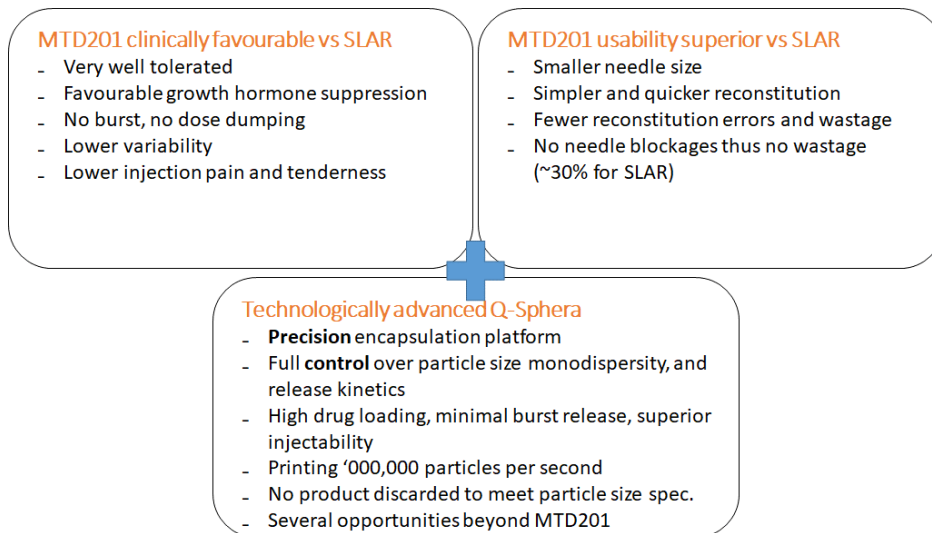 MTD201 clinically favourable vs SLAR
- Very well tolerated
- Favourable growth hormone suppression
- No burst, no dose dumping
- Lower variability
- Lower injection pain and tenderness
MTD201 usability superior vs SLAR
- Smaller needle size
- Simpler and quicker reconstitution
- Fewer reconstitution errors and wastage
- No needle blockages thus no wastage
(~30% for SLAR)
Technologically advanced Q-Sphera
- Precision encapsulation platform
- Full control over particle size monodispersity, and
release kinetics
- High drug loading, minimal burst release, superior
injectability
- Printing ‘000,000 particles per second
- No product discarded to meet particle size spec.
- Several opportunities beyond MTD201